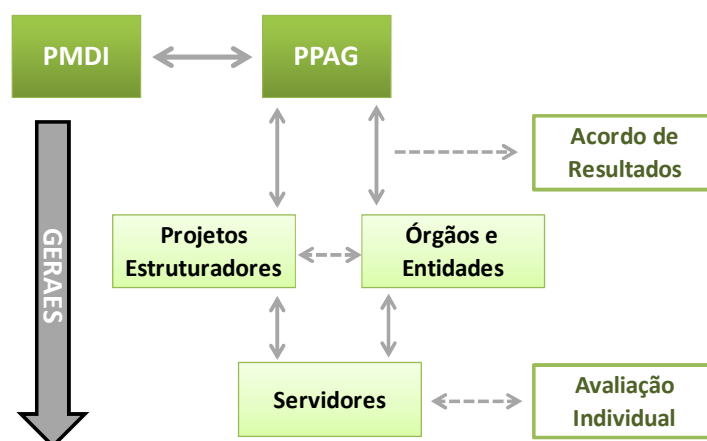 PMDI
PPAG
Acordo de
Resultados
GERAES
Projetos
Estruturadores
Órgãos e
Entidades
Servidores
Avaliação
Individual